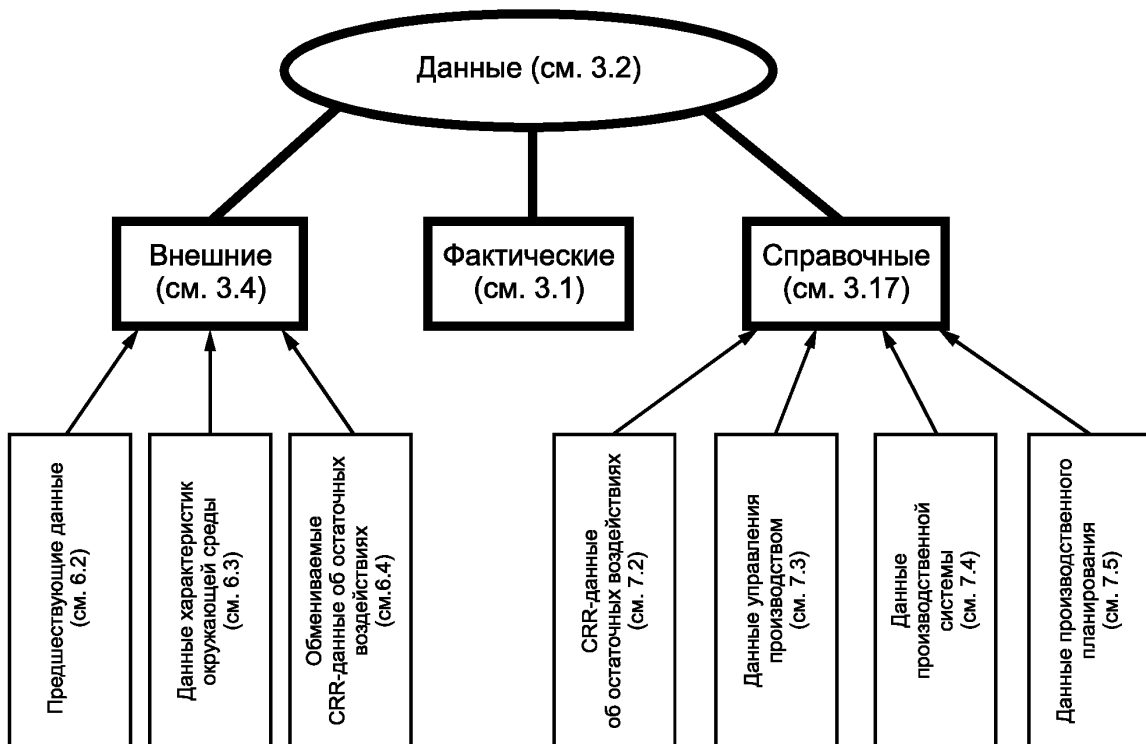 Данные (см. 3.2)
Внешние
(см. 3.4)
Фактические
(см. 3.1)
Справочные
(см. 3.17)
Предшествующие данные
(см. 6.2)
Данные характеристик
окружающей среды
(см. 6.3)
Обмениваемые
CRR-данные об остаточных
воздействиях
(см.6.4)
CRR-данные
об остаточных воздействиях
(см. 7.2)
Данные управления
производством
(см. 7.3)
Данные
производственной
системы
(см. 7.4)
Данные производственного
планирования
(см. 7.5)